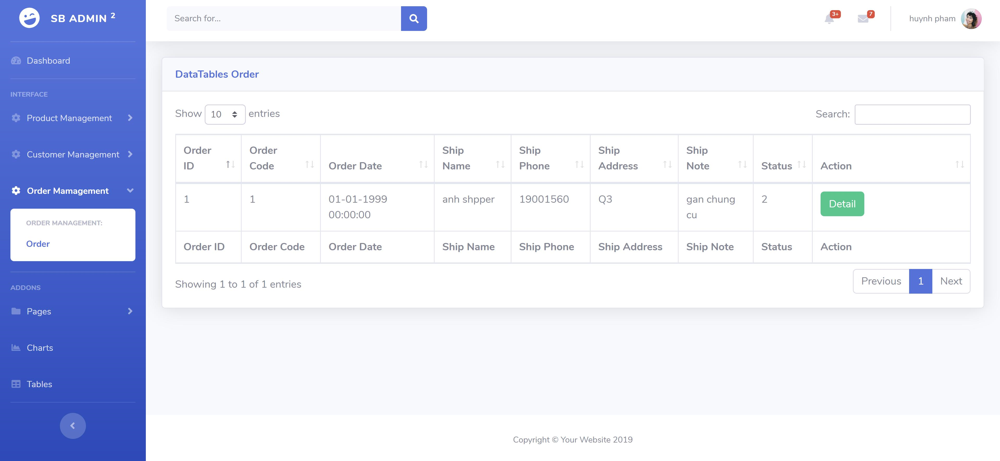 SB ADMIN 2
Search for...
3+
7
huynh pham
Dashboard
INTERFACE
Product Management
Customer Management
Order Mamagement
ORDER MANAGEMENT:
Order
ADDONS
Pages
Charts
Tables
DataTables Order
Show 10 entries
Search:
Order ID
Order Code
Order Date
Ship Name
Ship Phone
Ship Address
Ship Note
Status
Action
1
1
01-01-1999
00:00:00
anh shpper
19001560
Q3
gan chung
cu
2
Detail
Order ID
Order Code
Order Date
Ship Name
Ship Phone
Ship Address
Ship Note
Status
Action
Showing 1 to 1 of 1 entries
Previous
1
Next
Copyright © Your Website 2019